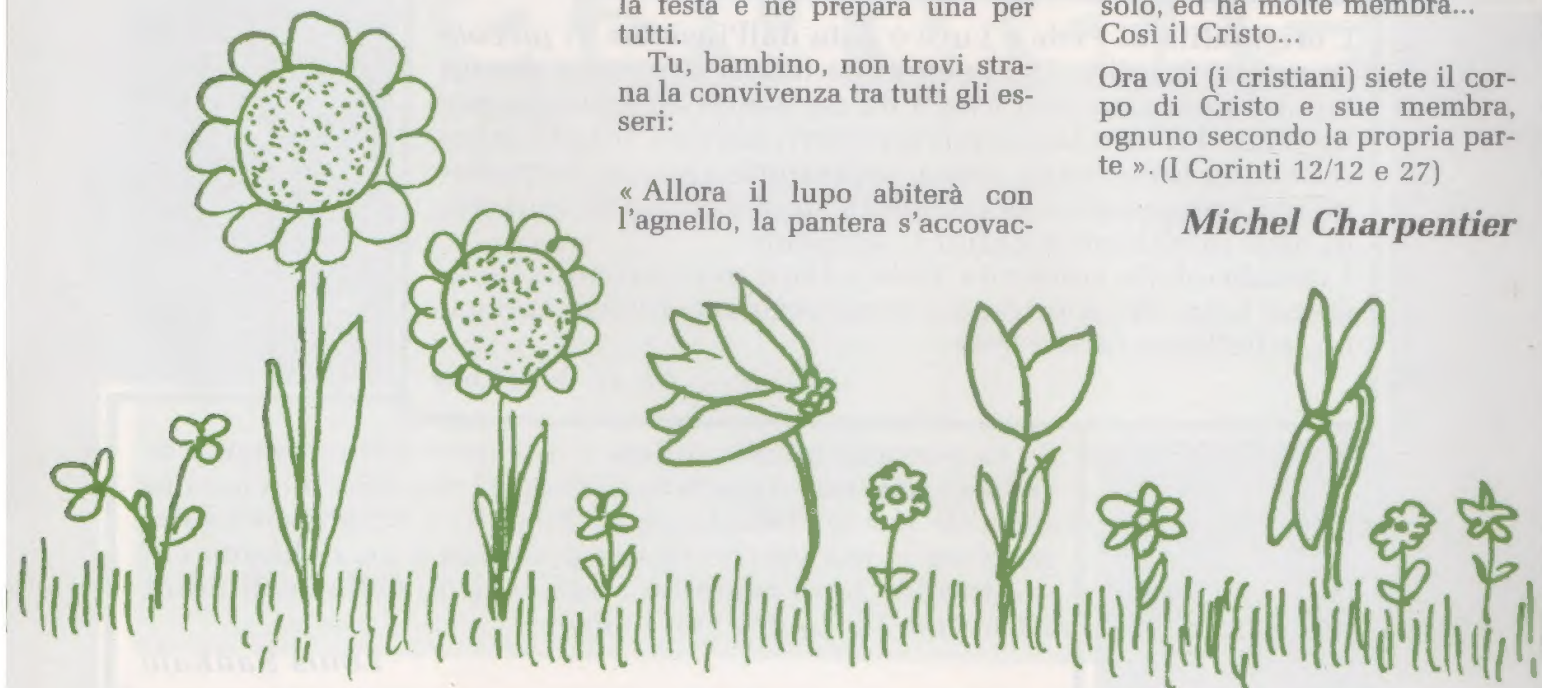 la festa e ne prepara una per
tutti.
Tu, bambino, non trovi stra-
na la convivenza tra tutti gli es-
seri:
« Allora il lupo abiterà con
l'agnello, la pantera s'accovac-
solo, ed ha molte membra...
Così il Cristo...
Ora voi (i cristiani) siete il cor-
po di Cristo e sue membra,
ognuno secondo la propria par-
te ». (I Corinti 12/12 e 27)
Michel Charpentier